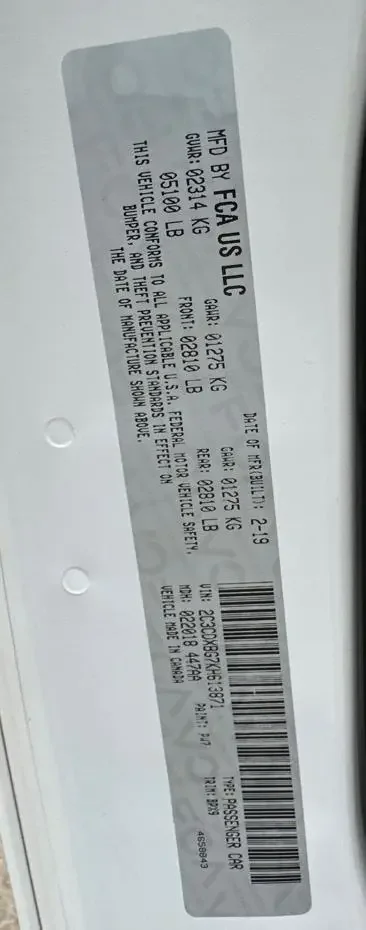 MFD BY FCA US LLC
DATE OF MFR(BUILT): 2-19
GVWR: 02314 KG
GAWR: 01275 KG
GAWR: 01275 KG
05100 LB
FRONT: 02810 LB
REAR: 02810 LB
THIS VEHICLE CONFORMS TO ALL APPLICABLE U.S.A. FEDERAL MOTOR VEHICLE SAFETY,
BUMPER, AND THEFT PREVENTION STANDARDS IN EFFECT ON
THE DATE OF MANUFACTURE SHOWN ABOVE.
VIN: 2C3CDXBG7KH613871
TYPE: PASSENGER CAR
MDH: 022018 447AA
PAINT: PW7
TRIM: BPX9
VEHICLE MADE IN CANADA
4658043